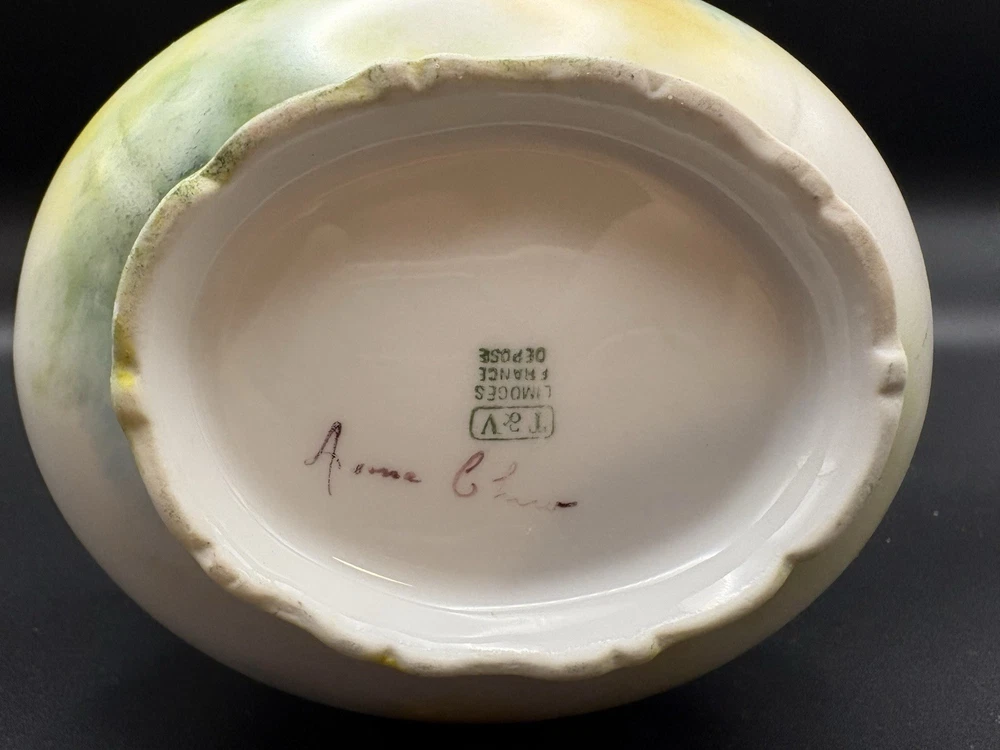 T & V
LIMOGES
FRANCE
DEPOSE